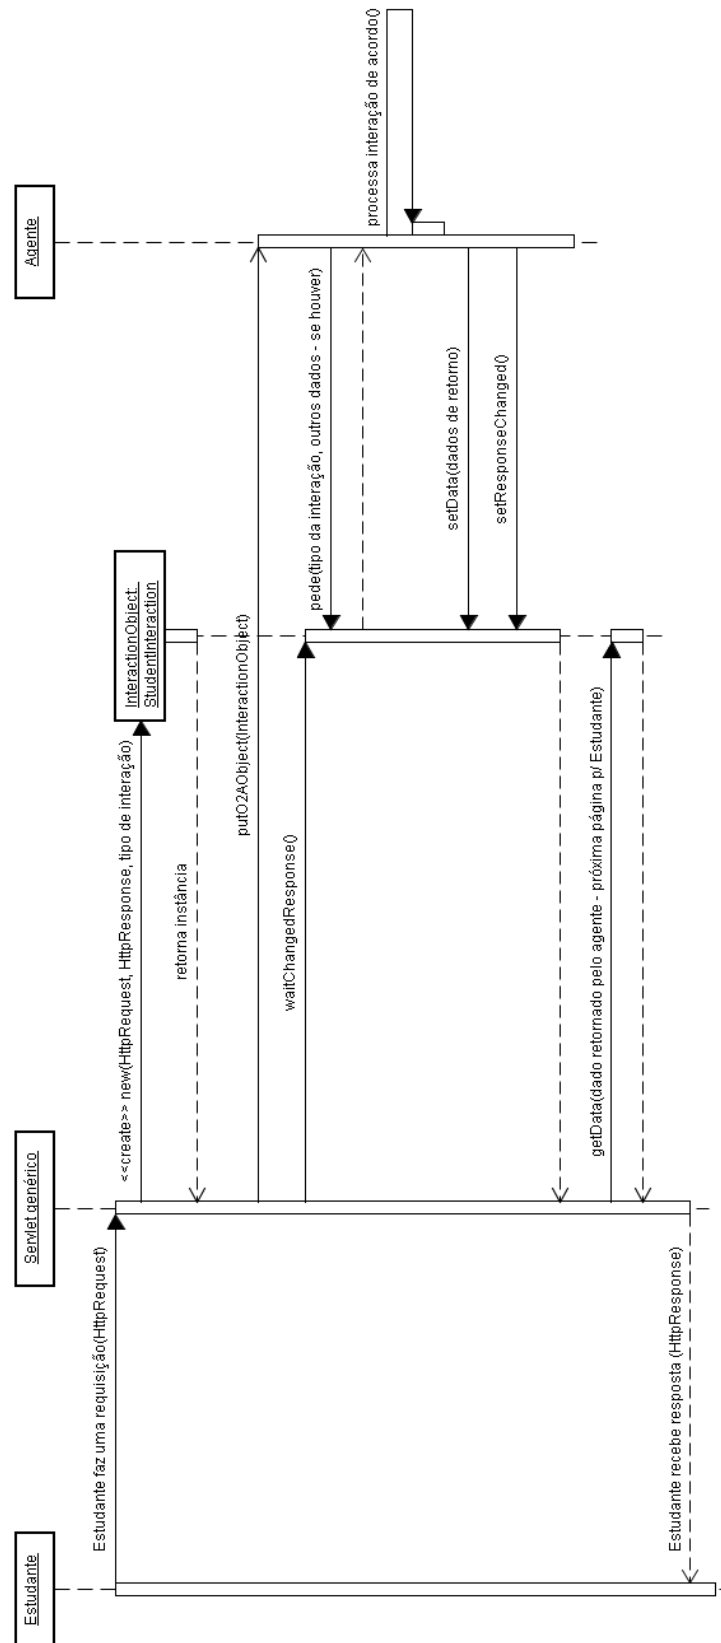 Estudante
Servlet genérico
InteractionObject:
StudentInteraction
Agente
Estudante faz uma requisição(HttpRequest)
<<create>> new(HttpRequest, HttpResponse, tipo de interação)
retorna instância
putO2AObject(InteractionObject)
waitChangedResponse()
pede(tipo da interação, outros dados - se houver)
processa interação de acordo()
setData(dados de retorno)
setResponseChanged()
getData(dado retornado pelo agente - próxima página p/ Estudante)
Estudante recebe resposta (HttpResponse)